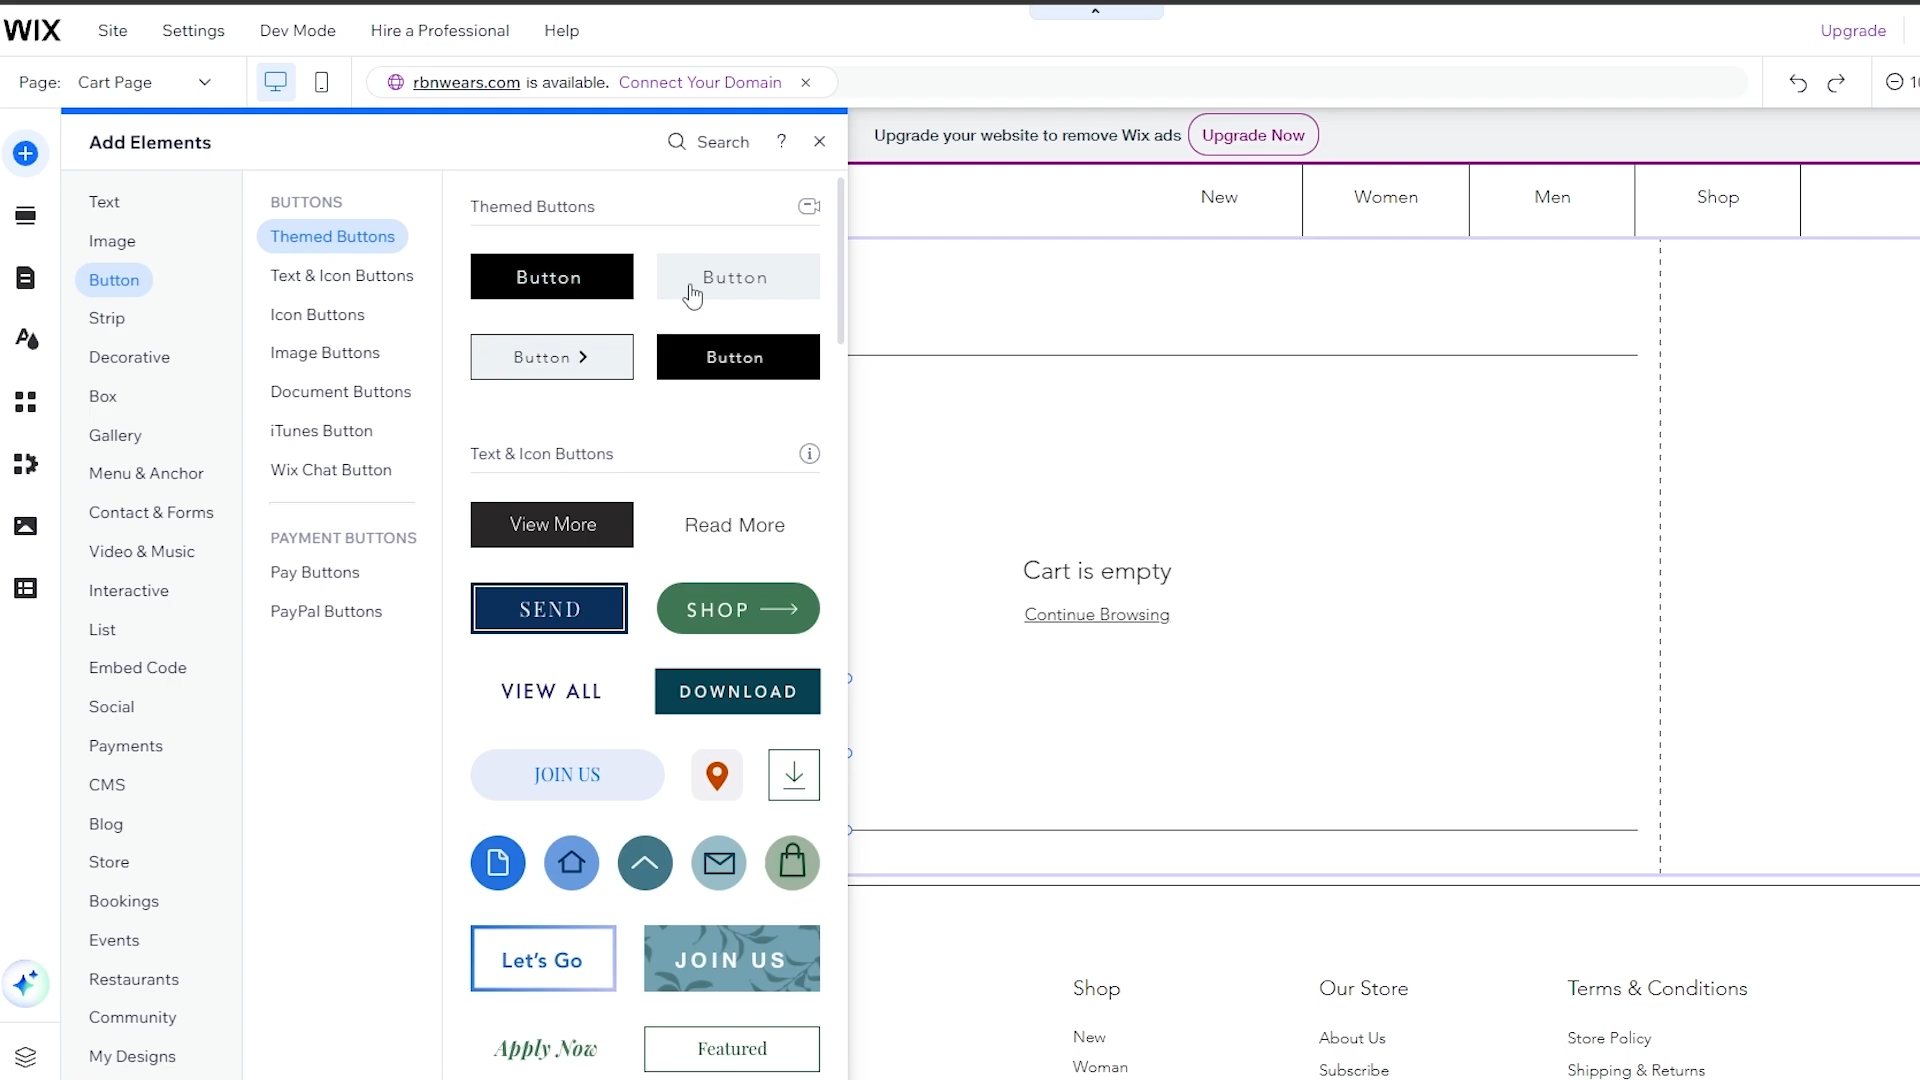 WIX
Site
Settings
Dev Mode
Hire a Professional
Help
Upgrade
Page: Cart Page
rbnwears.com is available. Connect Your Domain
10
Add Elements
Search
?
Upgrade your website to remove Wix ads
Upgrade Now
New
Women
Men
Shop
Text
Image
Button
Strip
Decorative
Box
Gallery
Menu & Anchor
Contact & Forms
Video & Music
Interactive
List
Embed Code
Social
Payments
CMS
Blog
Store
Bookings
Events
Restaurants
Community
My Designs
BUTTONS
Themed Buttons
Text & Icon Buttons
Icon Buttons
Image Buttons
Document Buttons
iTunes Button
Wix Chat Button
PAYMENT BUTTONS
Pay Buttons
PayPal Buttons
Themed Buttons
Button
Button
Button
Button
Text & Icon Buttons
View More
Read More
SEND
SHOP
VIEW ALL
DOWNLOAD
JOIN US
Let's Go
JOIN US
Apply Now
Featured
Cart is empty
Continue Browsing
Shop
New
Woman
Our Store
About Us
Subscribe
Terms & Conditions
Store Policy
Shipping & Returns